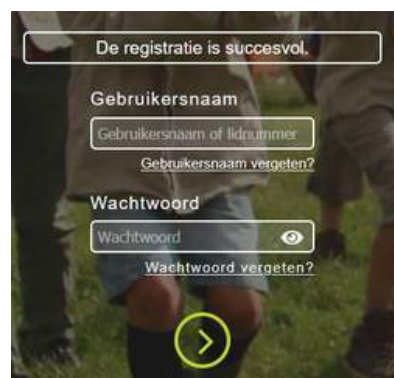 De registratie is succesvol.
Gebruikersnaam
Gebruikersnaam of lidnummer
Gebruikersnaam vergeten?
Wachtwoord
Wachtwoord
Wachtwoord vergeten?